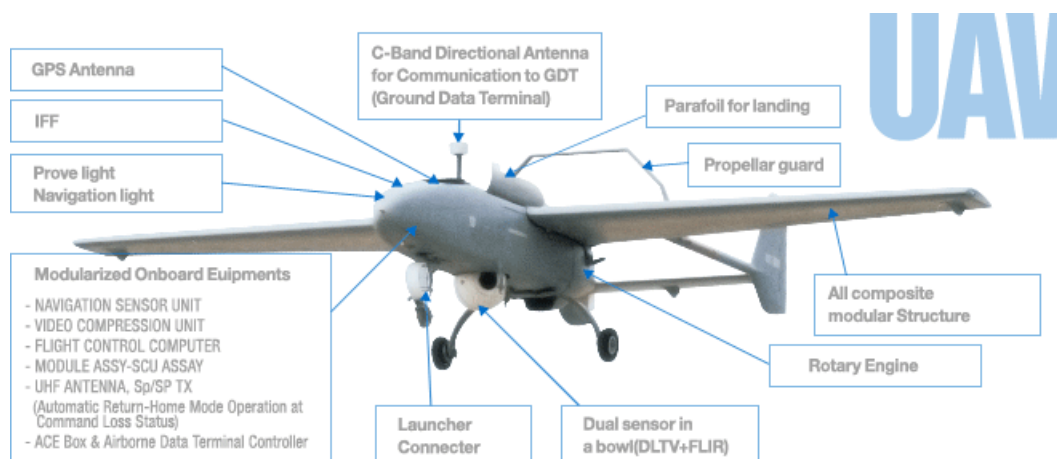 UAV
C-Band Directional Antenna
for Communication to GDT
(Ground Data Terminal)
GPS Antenna
IFF
Prove light
Navigation light
Parafoil for landing
Propellar guard
Modularized Onboard Euipments
- NAVIGATION SENSOR UNIT
- VIDEO COMPRESSION UNIT
- FLIGHT CONTROL COMPUTER
- MODULE ASSY-SCU ASSAY
- UHF ANTENNA, Sp/SP TX
(Automatic Return-Home Mode Operation at
Command Loss Status)
- ACE Box & Airborne Data Terminal Controller
All composite
modular Structure
Rotary Engine
Launcher
Connecter
Dual sensor in
a bowl(DLTV+FLIR)